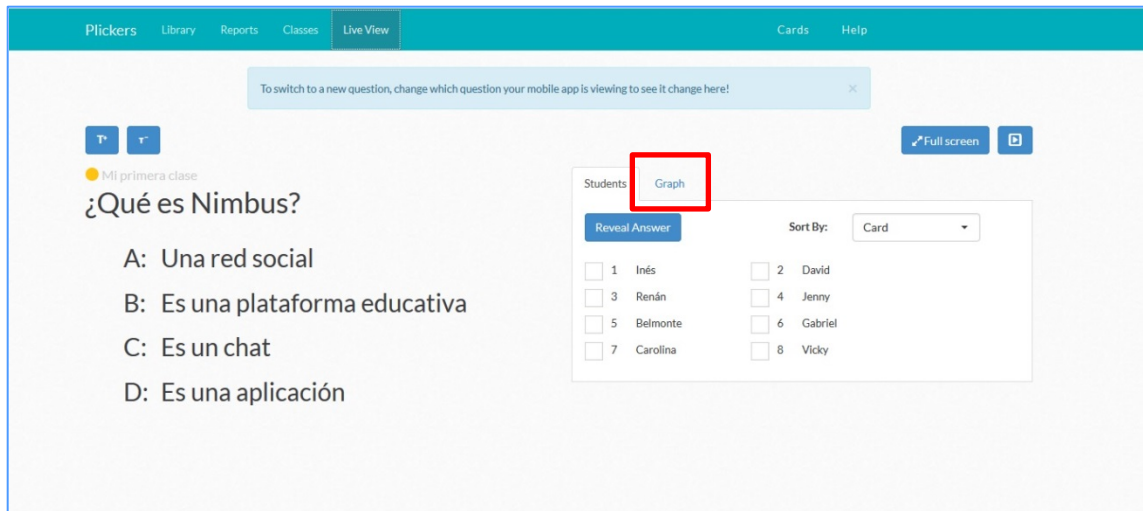 Plickers Library Reports Classes Live View Cards Help
To switch to a new question, change which question your mobile app is viewing to see it change here! ×
T+ T− Full screen
Mi primera clase
¿Qué es Nimbus?
A: Una red social
B: Es una plataforma educativa
C: Es un chat
D: Es una aplicación
Students Graph
Reveal Answer Sort By: Card
1 Inés 2 David
3 Renán 4 Jenny
5 Belmonte 6 Gabriel
7 Carolina 8 Vicky